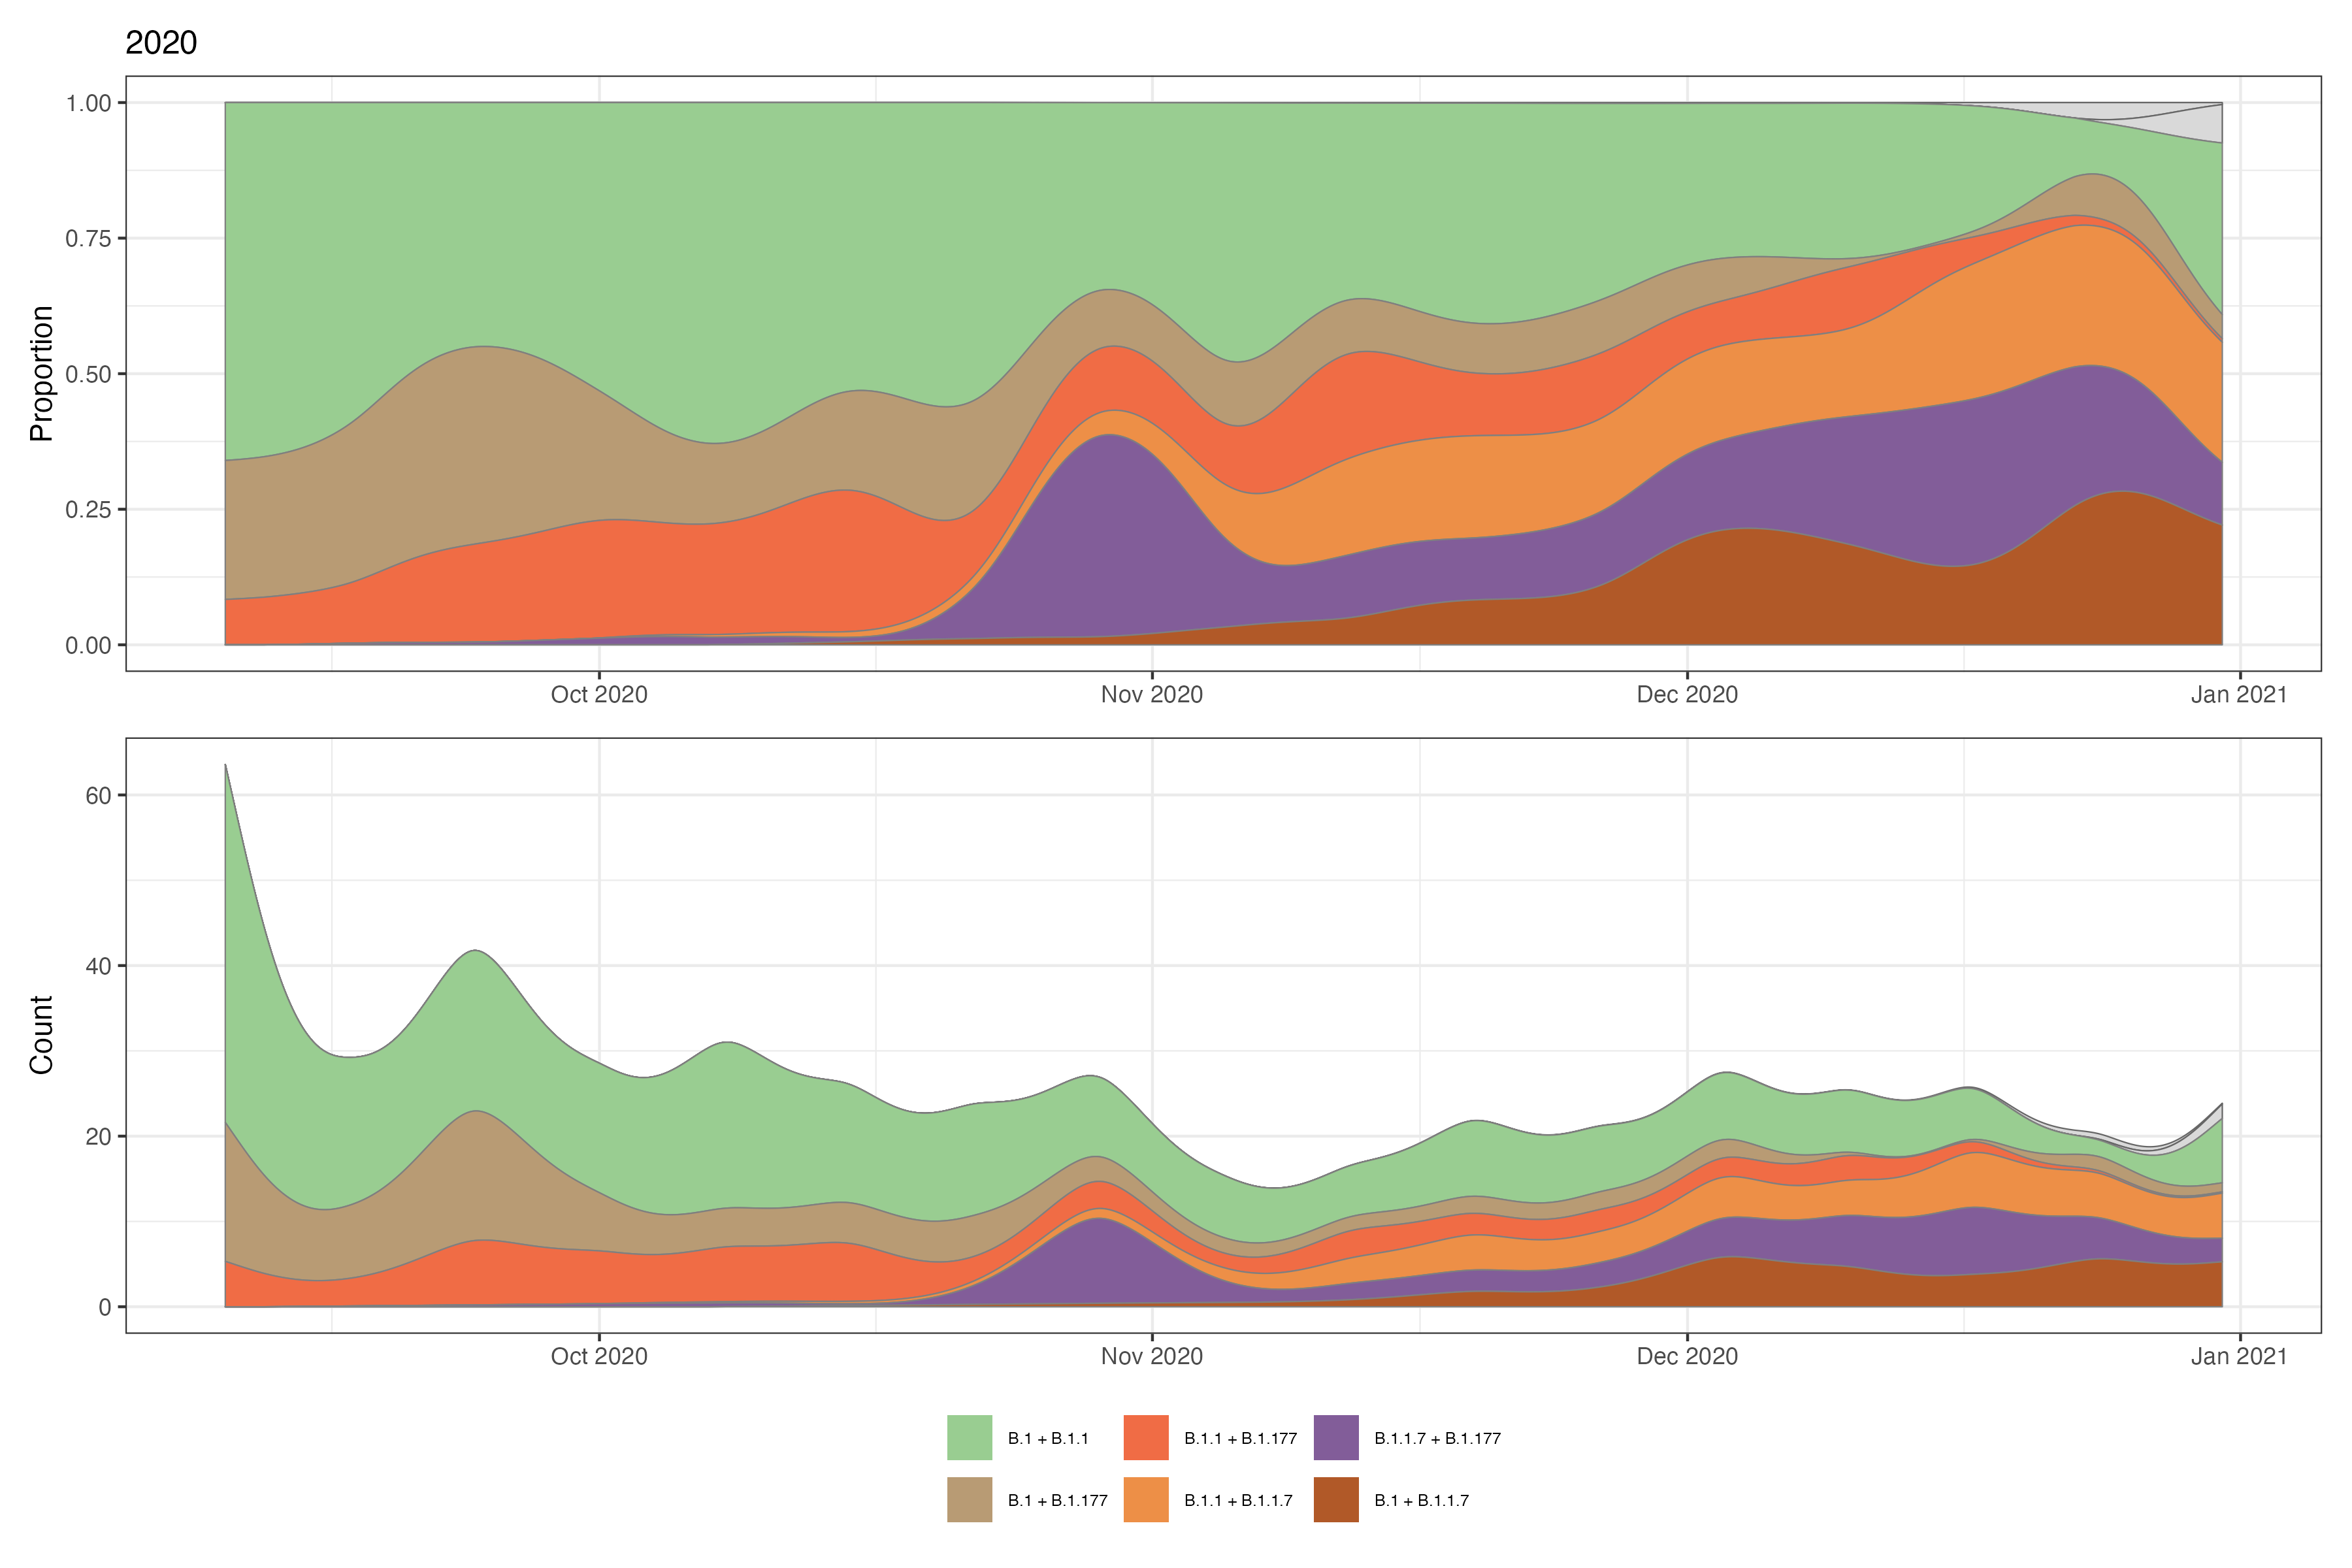 2020
Proportion
1.00
0.75
0.50
0.25
0.00
Oct 2020 Nov 2020 Dec 2020 Jan 2021
Count
60
40
20
0
Oct 2020 Nov 2020 Dec 2020 Jan 2021
B.1 + B.1.1 B.1.1 + B.1.177 B.1.1.7 + B.1.177
B.1 + B.1.177 B.1.1 + B.1.1.7 B.1 + B.1.1.7